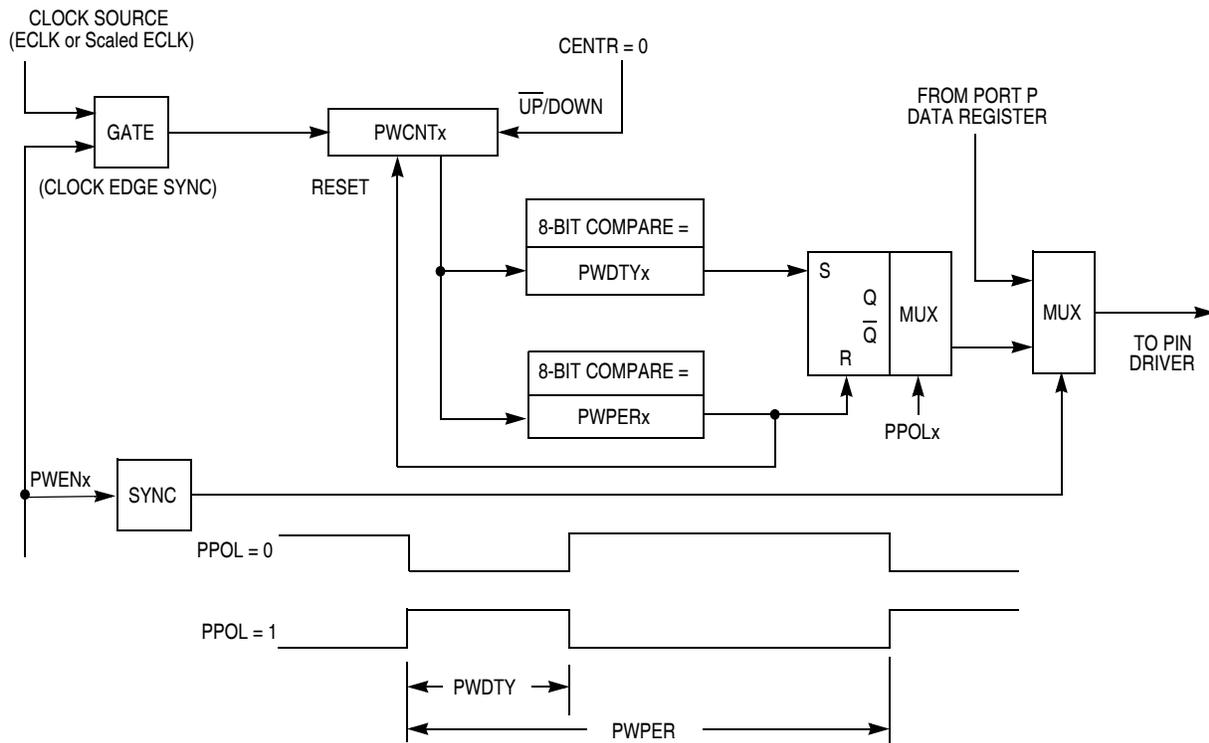 CLOCK SOURCE
(ECLK or Scaled ECLK)
CENTR = 0
U̅P̅/DOWN
FROM PORT P
DATA REGISTER
GATE
PWCNTx
(CLOCK EDGE SYNC)
RESET
8-BIT COMPARE =
PWDTYx
S
Q
Q̅
R
MUX
MUX
TO PIN
DRIVER
8-BIT COMPARE =
PWPERx
PPOLx
PWENx
SYNC
PPOL = 0
PPOL = 1
PWDTY
PWPER